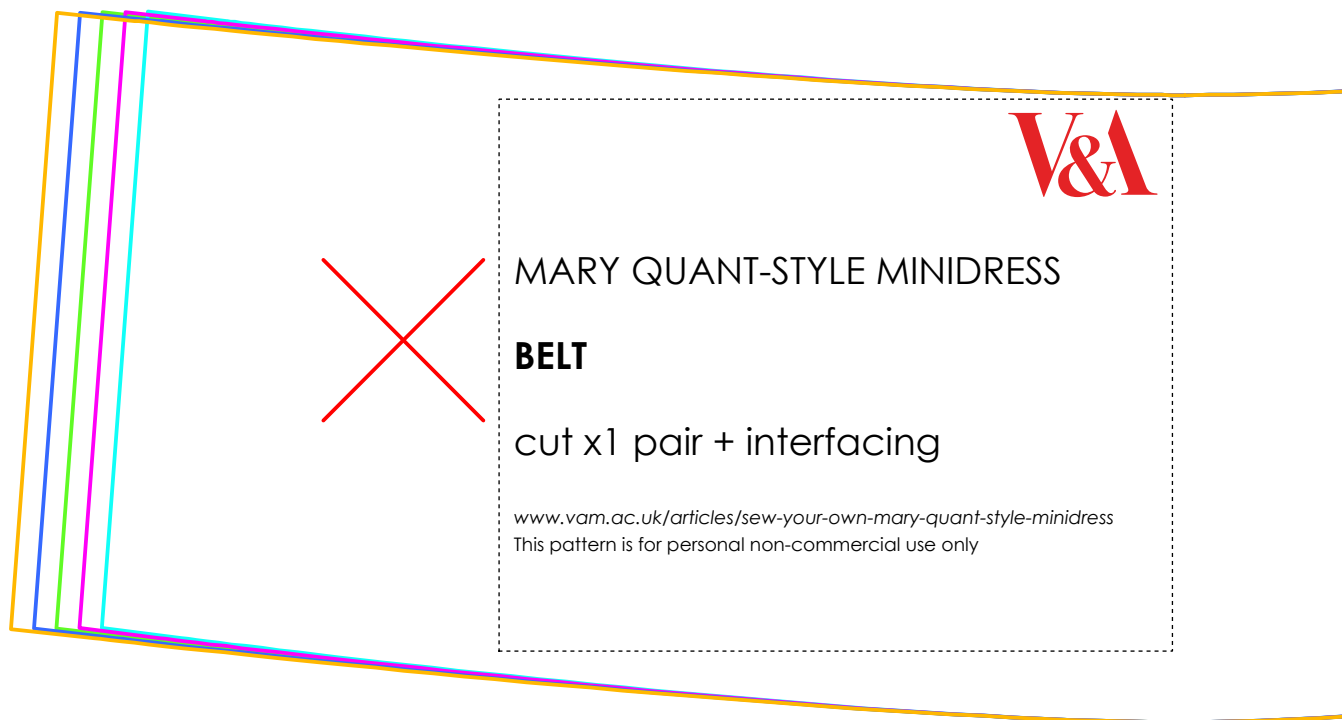 V&A
MARY QUANT-STYLE MINIDRESS
BELT
cut x1 pair + interfacing
www.vam.ac.uk/articles/sew-your-own-mary-quant-style-minidress
This pattern is for personal non-commercial use only